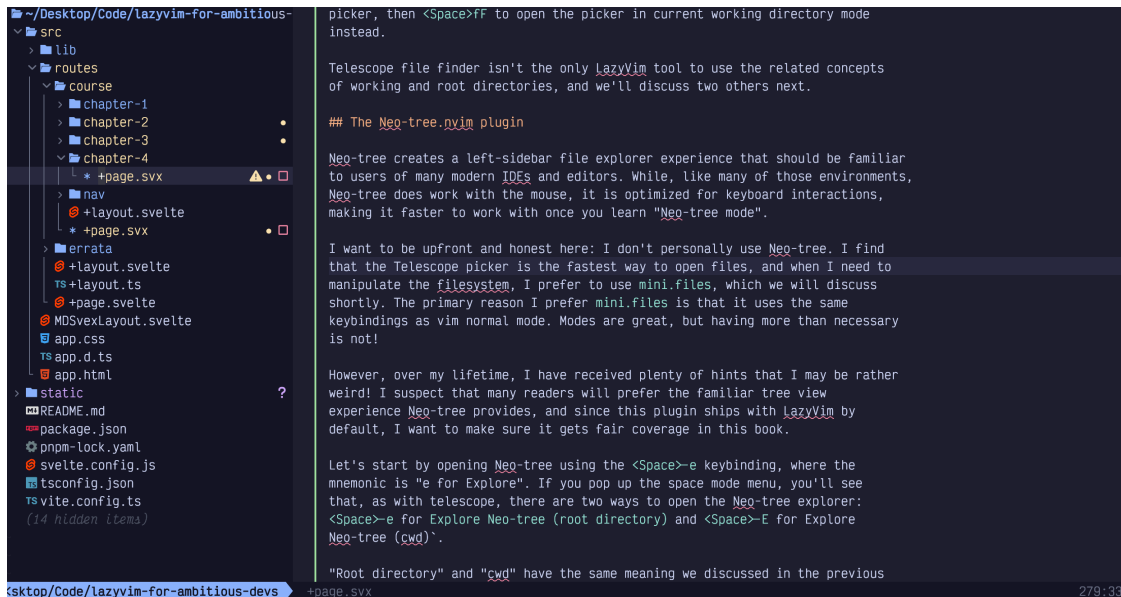 ~/Desktop/Code/lazyvim-for-ambitious-
src
lib
routes
course
chapter-1
chapter-2
chapter-3
chapter-4
* +page.svx
nav
+layout.svelte
* +page.svx
errata
+layout.svelte
TS +layout.ts
+page.svelte
MDSvexLayout.svelte
app.css
TS app.d.ts
app.html
static ?
README.md
package.json
pnpm-lock.yaml
svelte.config.js
TS tsconfig.json
TS vite.config.ts
(14 hidden items)
<sktop/Code/lazyvim-for-ambitious-devs
picker, then <Space>fF to open the picker in current working directory mode
instead.
Telescope file finder isn't the only LazyVim tool to use the related concepts
of working and root directories, and we'll discuss two others next.
## The Neo-tree.nvim plugin
Neo-tree creates a left-sidebar file explorer experience that should be familiar
to users of many modern IDEs and editors. While, like many of those environments,
Neo-tree does work with the mouse, it is optimized for keyboard interactions,
making it faster to work with once you learn "Neo-tree mode".
I want to be upfront and honest here: I don't personally use Neo-tree. I find
that the Telescope picker is the fastest way to open files, and when I need to
manipulate the filesystem, I prefer to use mini.files, which we will discuss
shortly. The primary reason I prefer mini.files is that it uses the same
keybindings as vim normal mode. Modes are great, but having more than necessary
is not!
However, over my lifetime, I have received plenty of hints that I may be rather
weird! I suspect that many readers will prefer the familiar tree view
experience Neo-tree provides, and since this plugin ships with LazyVim by
default, I want to make sure it gets fair coverage in this book.
Let's start by opening Neo-tree using the <Space>-e keybinding, where the
mnemonic is "e for Explore". If you pop up the space mode menu, you'll see
that, as with telescope, there are two ways to open the Neo-tree explorer:
<Space>-e for Explore Neo-tree (root directory) and <Space>-E for Explore
Neo-tree (cwd)`.
"Root directory" and "cwd" have the same meaning we discussed in the previous
+page.svx 279:33